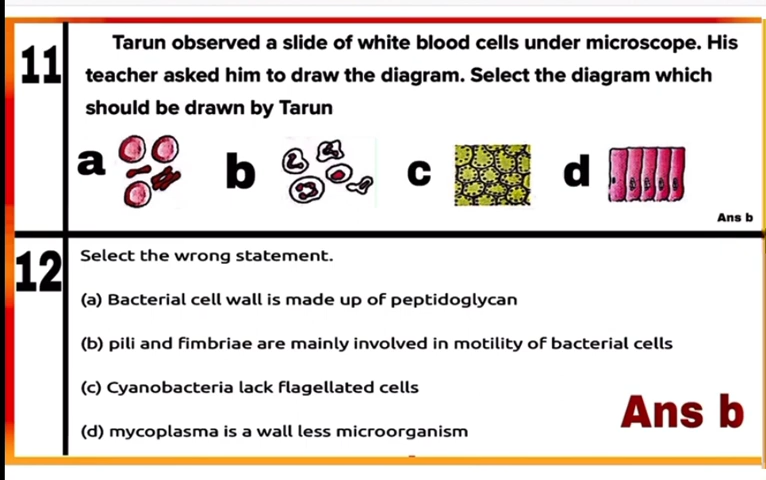 11
Tarun observed a slide of white blood cells under microscope. His
teacher asked him to draw the diagram. Select the diagram which
should be drawn by Tarun
a b c d
Ans b
12
Select the wrong statement.
(a) Bacterial cell wall is made up of peptidoglycan
(b) pili and fimbriae are mainly involved in motility of bacterial cells
(c) Cyanobacteria lack flagellated cells
Ans b
(d) mycoplasma is a wall less microorganism